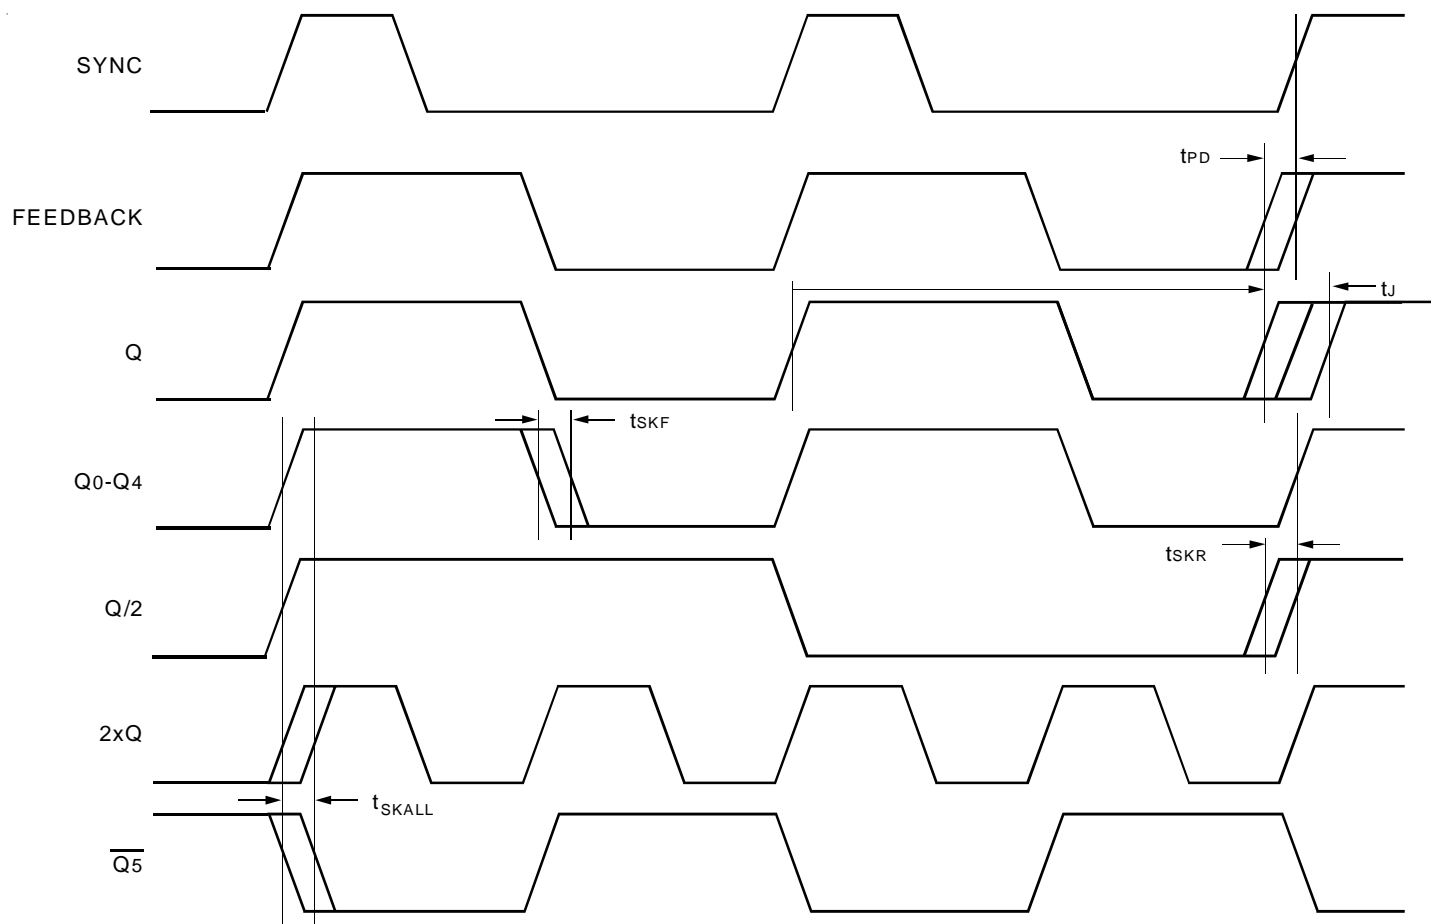 SYNC
tPD
FEEDBACK
tJ
Q
tSKF
Q0-Q4
tSKR
Q/2
2xQ
tSKALL
Q5